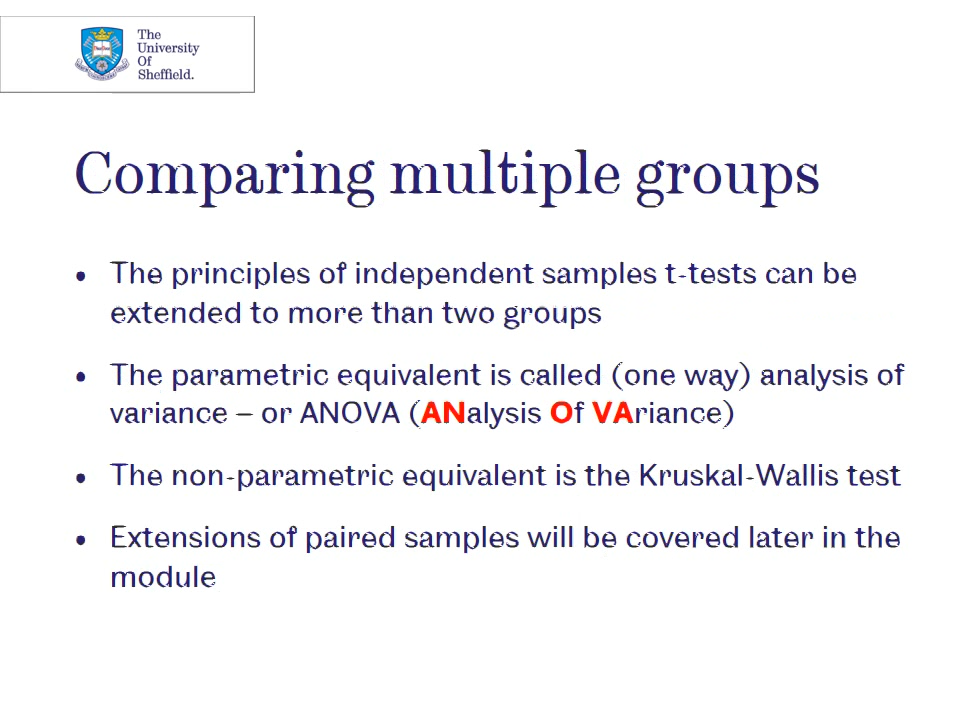 The
University
Of
Sheffield.
Comparing multiple groups
• The principles of independent samples t-tests can be
extended to more than two groups
• The parametric equivalent is called (one way) analysis of
variance – or ANOVA (ANalysis Of VAriance)
• The non-parametric equivalent is the Kruskal-Wallis test
• Extensions of paired samples will be covered later in the
module